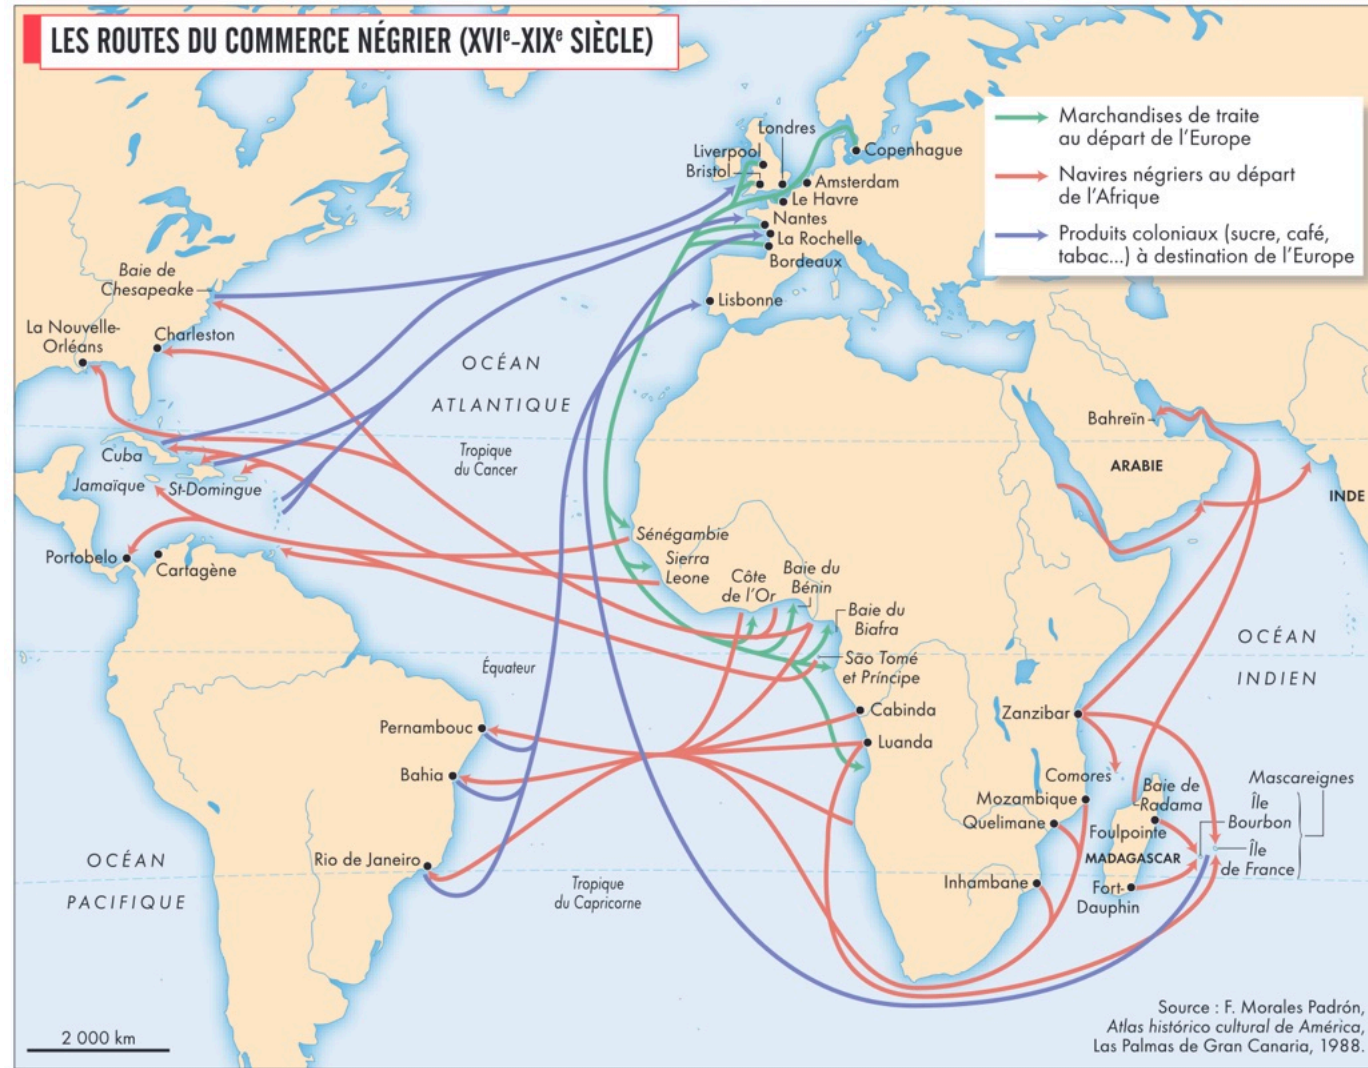 LES ROUTES DU COMMERCE NÉGRIER (XVIe-XIXe SIÈCLE)
Marchandises de traite
au départ de l'Europe
Navires négriers au départ
de l'Afrique
Produits coloniaux (sucre, café,
tabac...) à destination de l'Europe
Londres
Liverpool
Copenhague
Bristol
Amsterdam
Le Havre
Nantes
La Rochelle
Bordeaux
Lisbonne
Baie de
Chesapeake
La Nouvelle-
Orléans
Charleston
OCÉAN
ATLANTIQUE
Tropique
du Cancer
Cuba
Jamaïque
St-Domingue
Portobelo
Cartagène
Bahreïn
ARABIE
INDE
Sénégambie
Sierra
Leone
Côte
de l'Or
Baie du
Bénin
Baie du
Biafra
São Tomé
et Príncipe
Équateur
OCÉAN
INDIEN
Cabinda
Luanda
Zanzibar
Pernambouc
Bahia
Rio de Janeiro
Comores
Mozambique
Quelimane
Baie de
Radama
Foulpointe
MADAGASCAR
Mascareignes
Île
Bourbon
Île
de France
Inhambane
Fort-
Dauphin
OCÉAN
PACIFIQUE
Tropique
du Capricorne
2 000 km
Source : F. Morales Padrón,
Atlas histórico cultural de América,
Las Palmas de Gran Canaria, 1988.